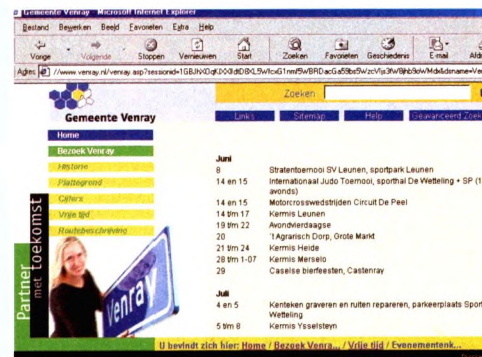 Gemeente Venray - Microsoft Internet Explorer
Bestand Bewerken Beeld Favorieten Extra Help
Vorige Volgende Stoppen Vernieuwen Start Zoeken Favorieten Geschiedenis E-mail
Adres
Zoeken
Gemeente Venray
Links Sitemap Help Geavanceerd
Home
Bezoek Venray
Historie
Plattegrond
Cijfers
Vrije tijd
Routebeschrijving
Partner
met toekomst
Venray
Juni
8 Stratentoernooi SV Leunen, sportpark Leunen
14 en 15 Internationaal Judo Toernooi, sporthal De Wetteling + SP (1
avonds)
14 en 15 Motorcrosswedstrijden Circuit De Peel
14 t/m 17 Kermis Leunen
19 t/m 22 Avondvierdaagse
20 't Agrarisch Dorp, Grote Markt
21 t/m 24 Kermis Heide
28 t/m 1-07 Kermis Merselo
29 Caselse bierfeesten, Castenray
Juli
4 en 5 Kenteken graveren en ruiten repareren, parkeerplaats Sport
Wetteling
5 t/m 8 Kermis Ysselsteyn
U bevindt zich hier: Home / Bezoek Venra... / Vrije tijd / Evenementenk...